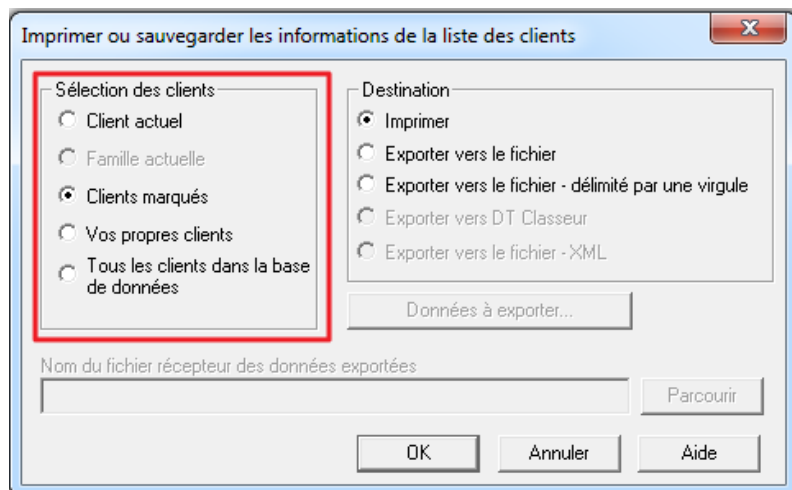 Imprimer ou sauvegarder les informations de la liste des clients
Sélection des clients
Client actuel
Famille actuelle
Clients marqués
Vos propres clients
Tous les clients dans la base
de données
Destination
Imprimer
Exporter vers le fichier
Exporter vers le fichier - délimité par une virgule
Exporter vers DT Classeur
Exporter vers le fichier - XML
Données à exporter...
Nom du fichier récepteur des données exportées
Parcourir
OK
Annuler
Aide